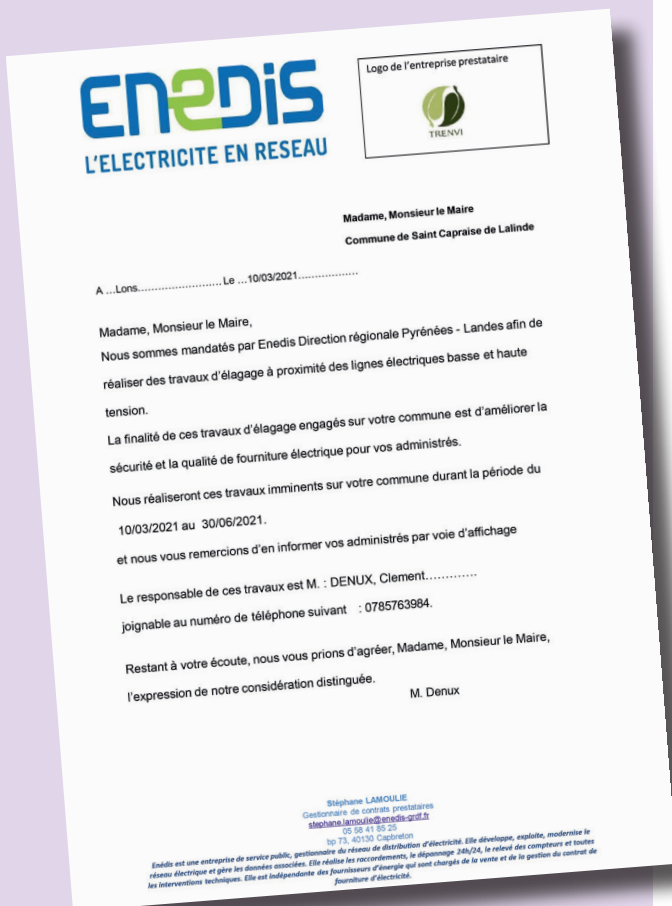 ENEDIS
L'ELECTRICITE EN RESEAU
Logo de l'entreprise prestataire
TRENVI
Madame, Monsieur le Maire
Commune de Saint Capraise de Lalinde
A ...Lons......................... Le ...10/03/2021..................
Madame, Monsieur le Maire,
Nous sommes mandatés par Enedis Direction régionale Pyrénées - Landes afin de
réaliser des travaux d'élagage à proximité des lignes électriques basse et haute
tension.
La finalité de ces travaux d'élagage engagés sur votre commune est d'améliorer la
sécurité et la qualité de fourniture électrique pour vos administrés.
Nous réaliseront ces travaux imminents sur votre commune durant la période du
10/03/2021 au 30/06/2021.
et nous vous remercions d'en informer vos administrés par voie d'affichage
Le responsable de ces travaux est M. : DENUX, Clement.............
joignable au numéro de téléphone suivant : 0785763984.
Restant à votre écoute, nous vous prions d'agréer, Madame, Monsieur le Maire,
l'expression de notre considération distinguée.
M. Denux
Stéphane LAMOULIE
Gestionnaire de contrats prestataires
stephane.lamoulie@enedis-grdf.fr
05 58 41 85 25
bp 73, 40130 Capbreton
Enédis est une entreprise de service public, gestionnaire du réseau de distribution d'électricité. Elle développe, exploite, modernise le
réseau électrique et gère les données associées. Elle réalise les raccordements, le dépannage 24h/24, le relevé des compteurs et toutes
les interventions techniques. Elle est indépendante des fournisseurs d'énergie qui sont chargés de la vente et de la gestion du contrat de
fourniture d'électricité.